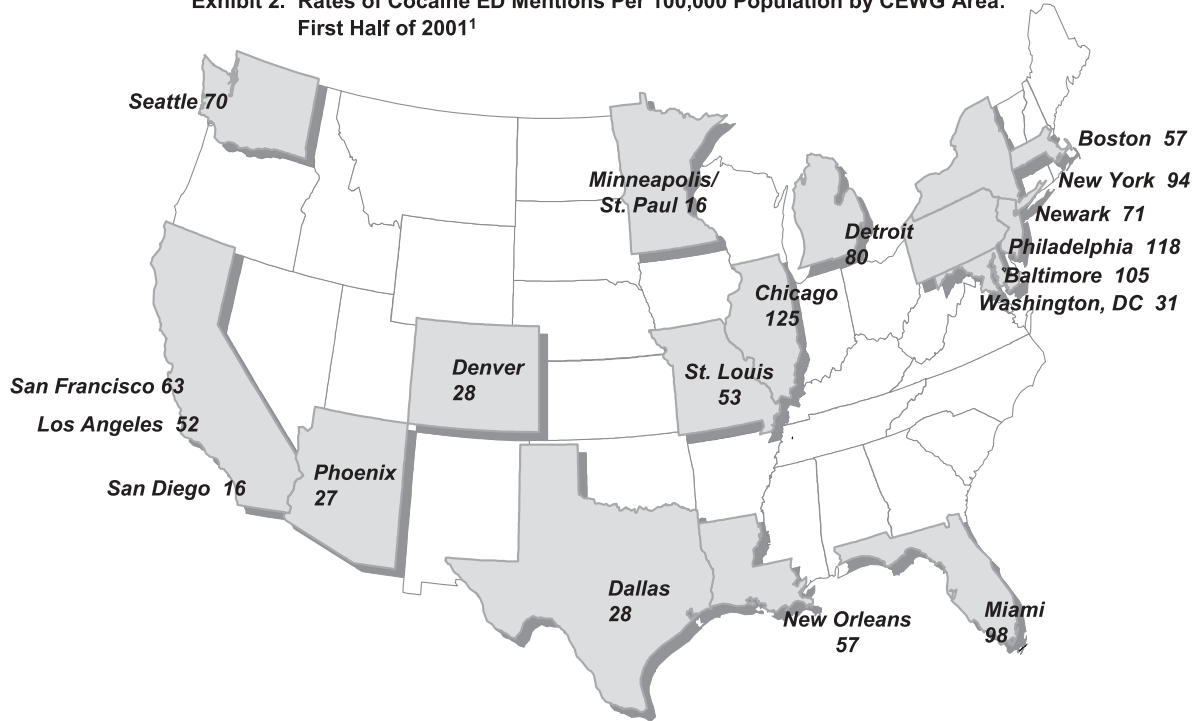 Exhibit 2. Rates of Cocaine ED Mentions Per 100,000 Population by CEWG Area:
First Half of 2001¹
Seattle 70
Boston 57
Minneapolis/
St. Paul 16
New York 94
Newark 71
Detroit
80
Philadelphia 118
Baltimore 105
Washington, DC 31
Chicago
125
Denver
28
St. Louis
53
San Francisco 63
Los Angeles 52
Phoenix
27
San Diego 16
Dallas
28
New Orleans
57
Miami
98